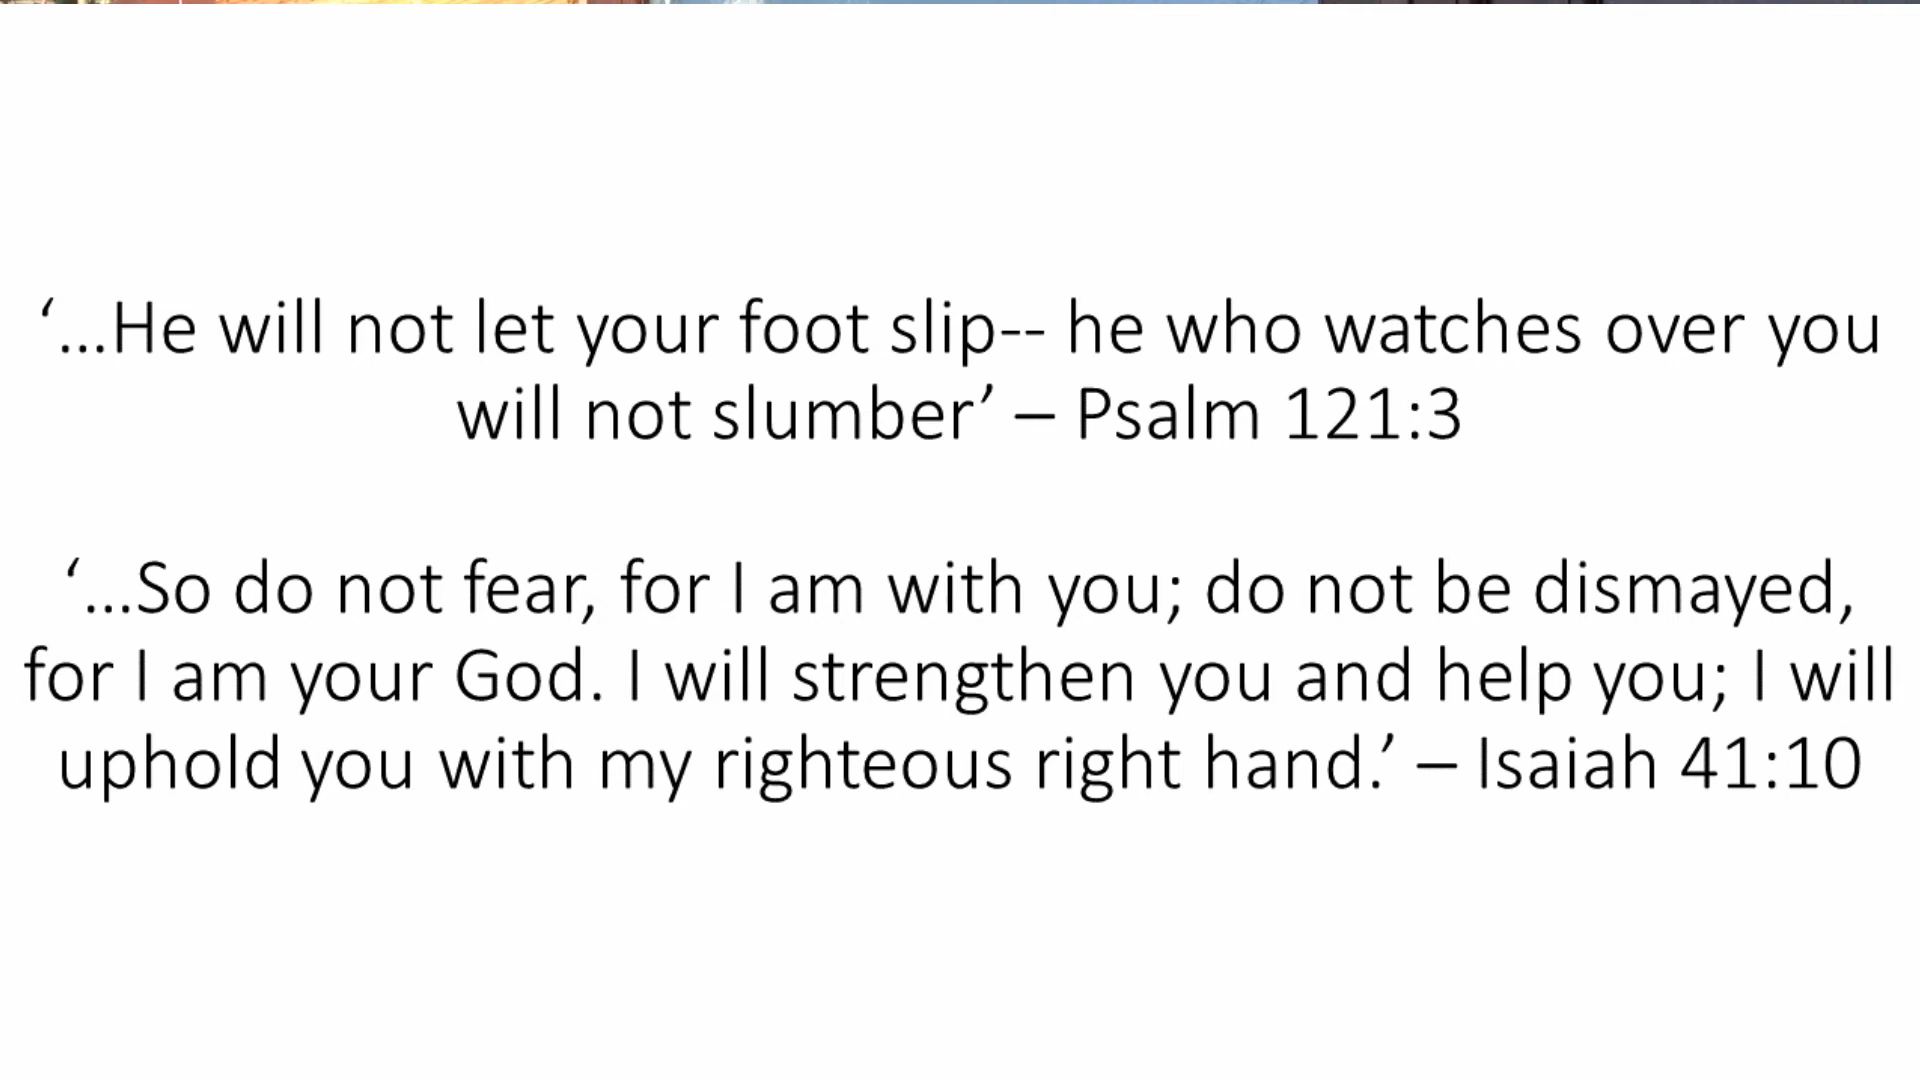 ‘...He will not let your foot slip-- he who watches over you
will not slumber’ – Psalm 121:3
‘...So do not fear, for I am with you; do not be dismayed,
for I am your God. I will strengthen you and help you; I will
uphold you with my righteous right hand.’ – Isaiah 41:10